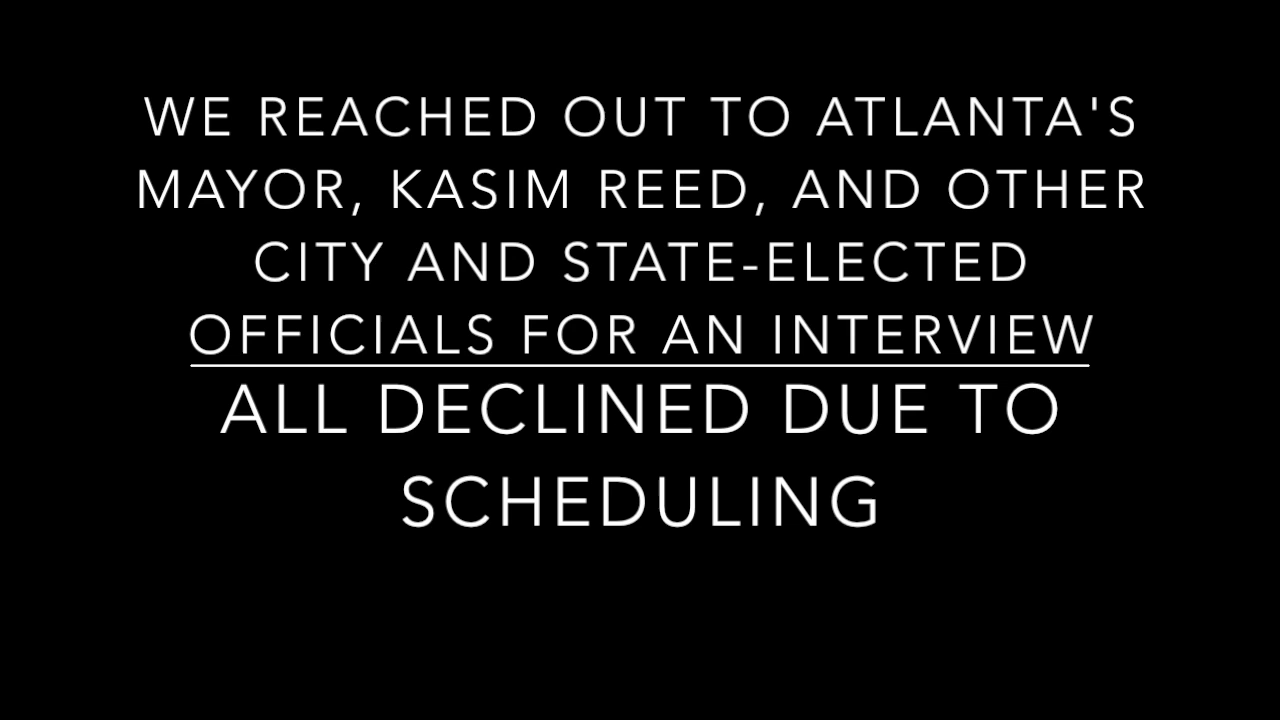 WE REACHED OUT TO ATLANTA'S
MAYOR, KASIM REED, AND OTHER
CITY AND STATE-ELECTED
OFFICIALS FOR AN INTERVIEW
ALL DECLINED DUE TO
SCHEDULING